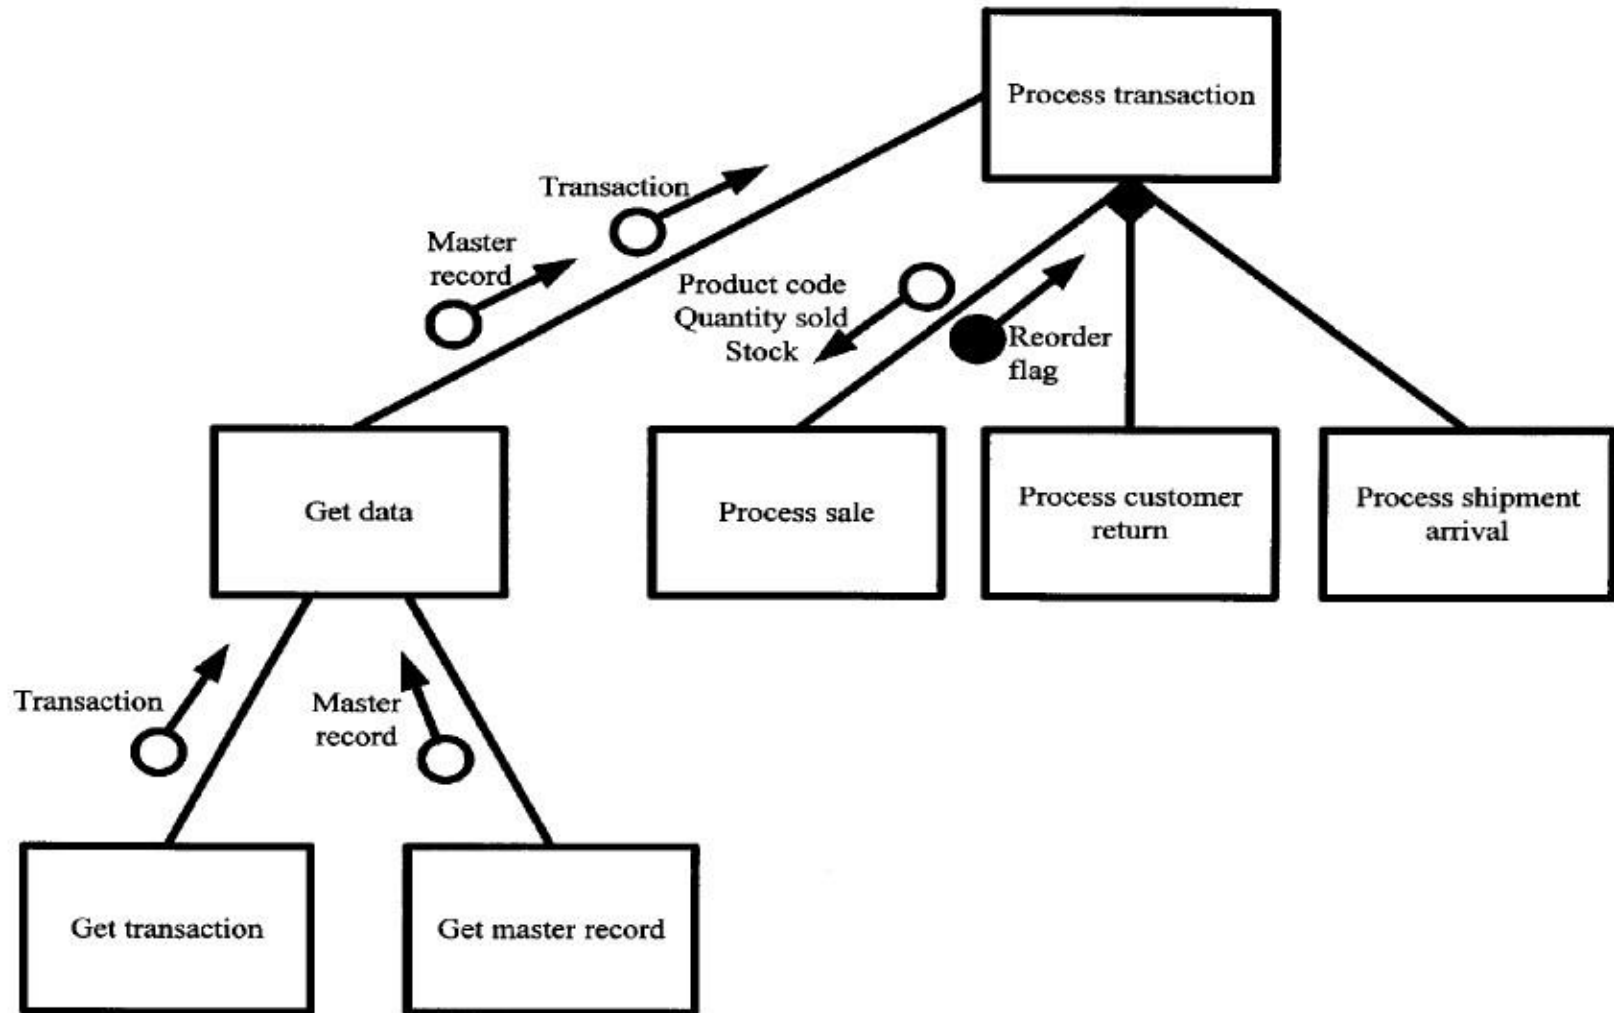 Process transaction
Transaction
Master
record
Product code
Quantity sold
Stock
Reorder
flag
Get data
Process sale
Process customer
return
Process shipment
arrival
Transaction
Master
record
Get transaction
Get master record